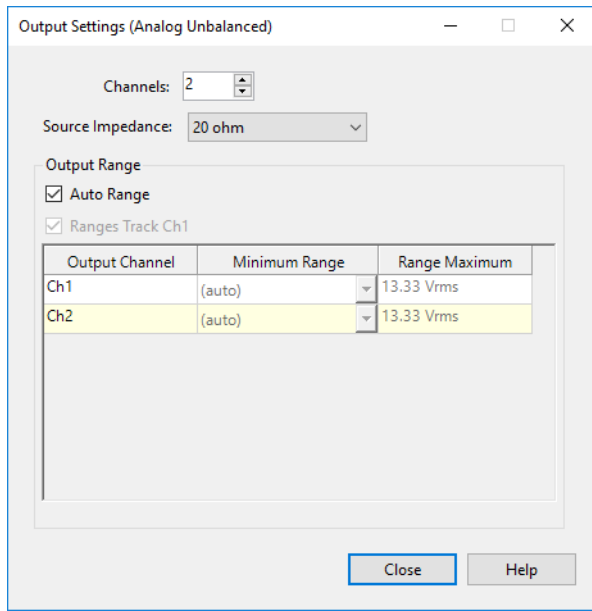 Output Settings (Analog Unbalanced)
Channels: 2
Source Impedance: 20 ohm
Output Range
Auto Range
Ranges Track Ch1
Output Channel Minimum Range Range Maximum
Ch1 (auto) 13.33 Vrms
Ch2 (auto) 13.33 Vrms
Close Help